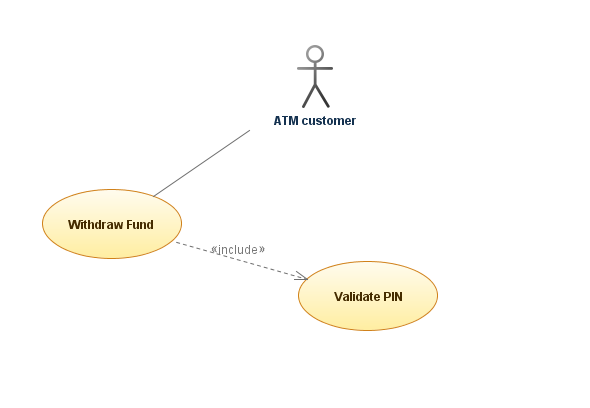 ATM customer
Withdraw Fund
«include»
Validate PIN